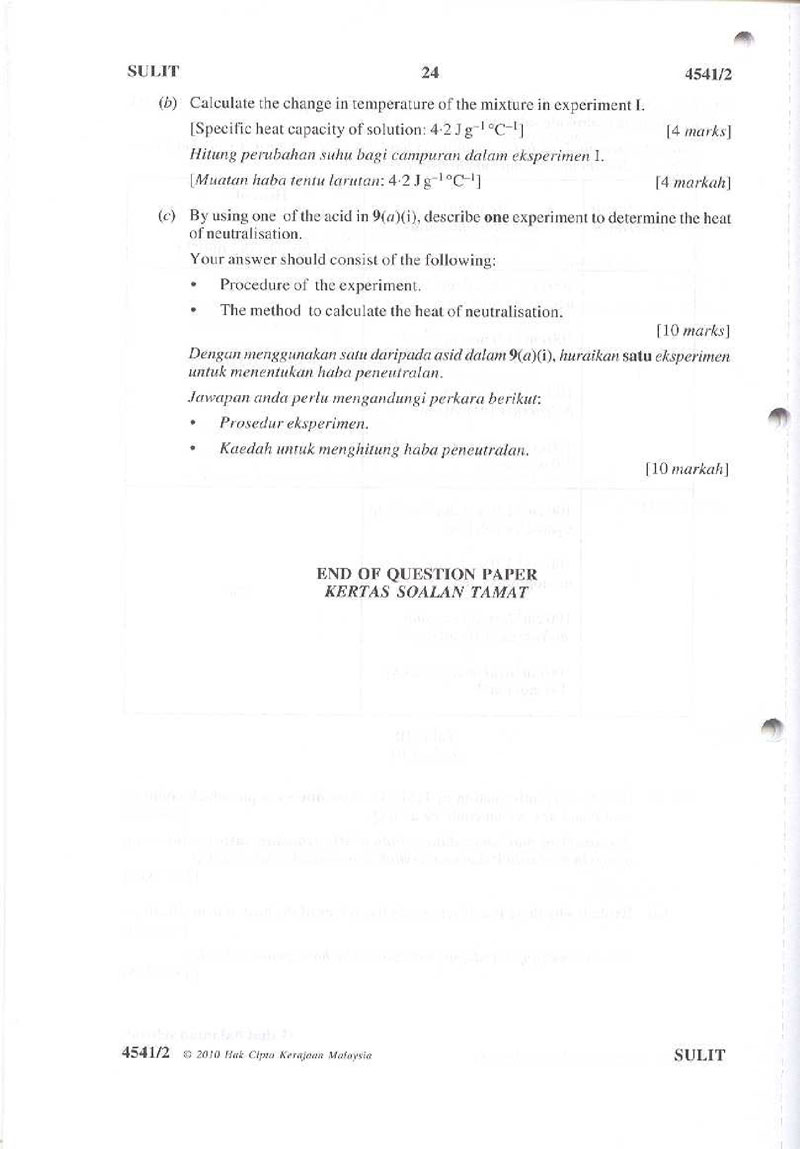 SULIT 24 4541/2
(b) Calculate the change in temperature of the mixture in experiment I.
[Specific heat capacity of solution: 4·2 J g⁻¹ °C⁻¹] [4 marks]
Hitung perubahan suhu bagi campuran dalam eksperimen I.
[Muatan haba tentu larutan: 4·2 J g⁻¹ °C⁻¹] [4 markah]
(c) By using one of the acid in 9(a)(i), describe one experiment to determine the heat
of neutralisation.
Your answer should consist of the following:
• Procedure of the experiment.
• The method to calculate the heat of neutralisation.
[10 marks]
Dengan menggunakan satu daripada asid dalam 9(a)(i), huraikan satu eksperimen
untuk menentukan haba peneutralan.
Jawapan anda perlu mengandungi perkara berikut:
• Prosedur eksperimen.
• Kaedah untuk menghitung haba peneutralan.
[10 markah]
END OF QUESTION PAPER
KERTAS SOALAN TAMAT
4541/2 © 2010 Hak Cipta Kerajaan Malaysia SULIT